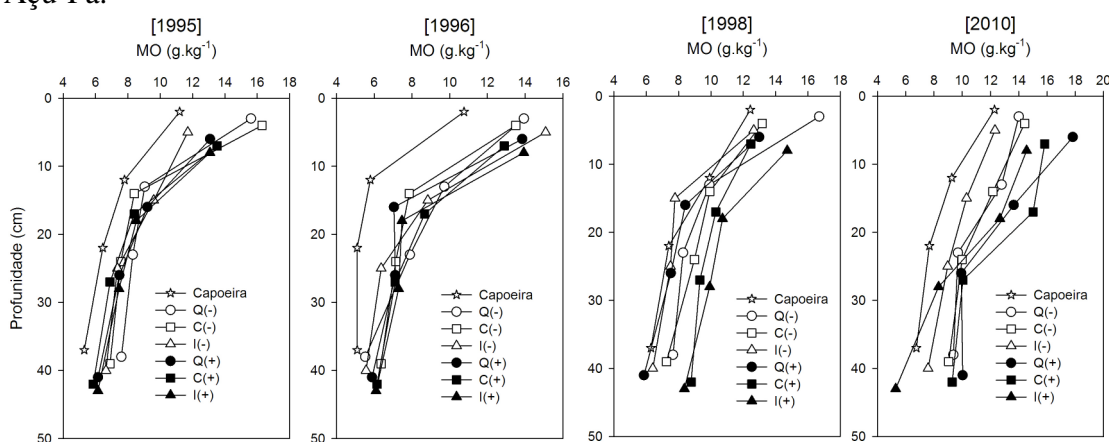 Açu-Pa.
[1995] [1996] [1998] [2010]
MO (g.kg⁻¹) MO (g.kg⁻¹) MO (g.kg⁻¹) MO (g.kg⁻¹)
4 6 8 10 12 14 16 18 4 6 8 10 12 14 16 4 6 8 10 12 14 16 18 4 6 8 10 12 14 16 18 20
0 0 0 0
10 10 10 10
20 20 20 20
30 30 30 30
40 40 40 40
50 50 50 50
Profunidade (cm)
Capoeira Capoeira Capoeira Capoeira
Q(-) Q(-) Q(-) Q(-)
C(-) C(-) C(-) C(-)
I(-) I(-) I(-) I(-)
Q(+) Q(+) Q(+) Q(+)
C(+) C(+) C(+) C(+)
I(+) I(+) I(+) I(+)